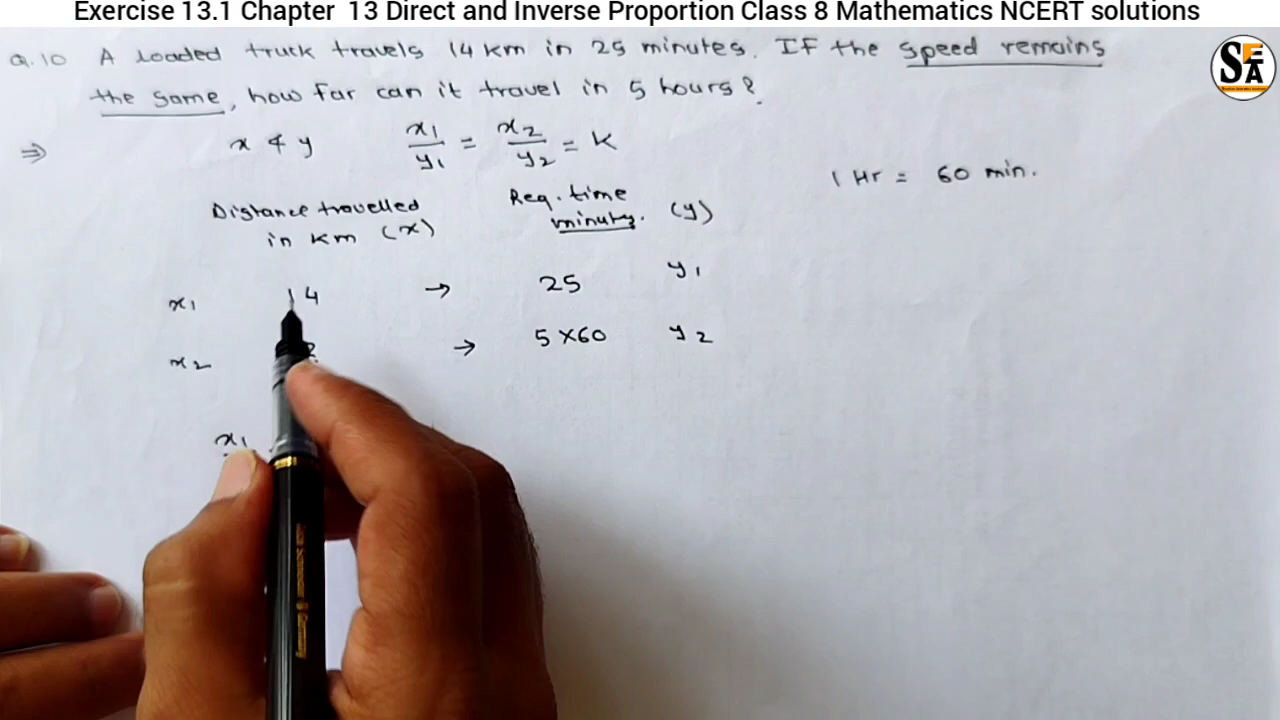 Exercise 13.1 Chapter 13 Direct and Inverse Proportion Class 8 Mathematics NCERT solutions
Q.10 A loaded truck travels 14 km in 25 minutes. IF the speed remains
the same, how far can it travel in 5 hours?
⇒ x ∝ y x1/y1 = x2/y2 = K
1 Hr = 60 min.
Distance travelled in km (x)
Req. time minutes. (y)
x1 14 → 25 y1
x2 ? → 5 × 60 y2
x1
SFA